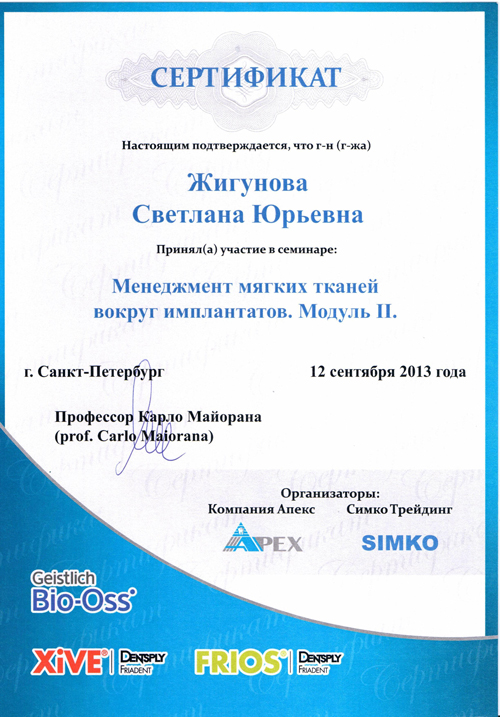 СЕРТИФИКАТ
Настоящим подтверждается, что г-н (г-жа)
Жигунова
Светлана Юрьевна
Принял(а) участие в семинаре:
Менеджмент мягких тканей
вокруг имплантатов. Модуль II.
г. Санкт-Петербург 12 сентября 2013 года
Профессор Карло Майорана
(prof. Carlo Maiorana)
Организаторы:
Компания Апекс Симко Трейдинг
APEX SIMKO
Geistlich
Bio-Oss®
XiVE® DENTSPLY FRIADENT FRIOS® DENTSPLY FRIADENT